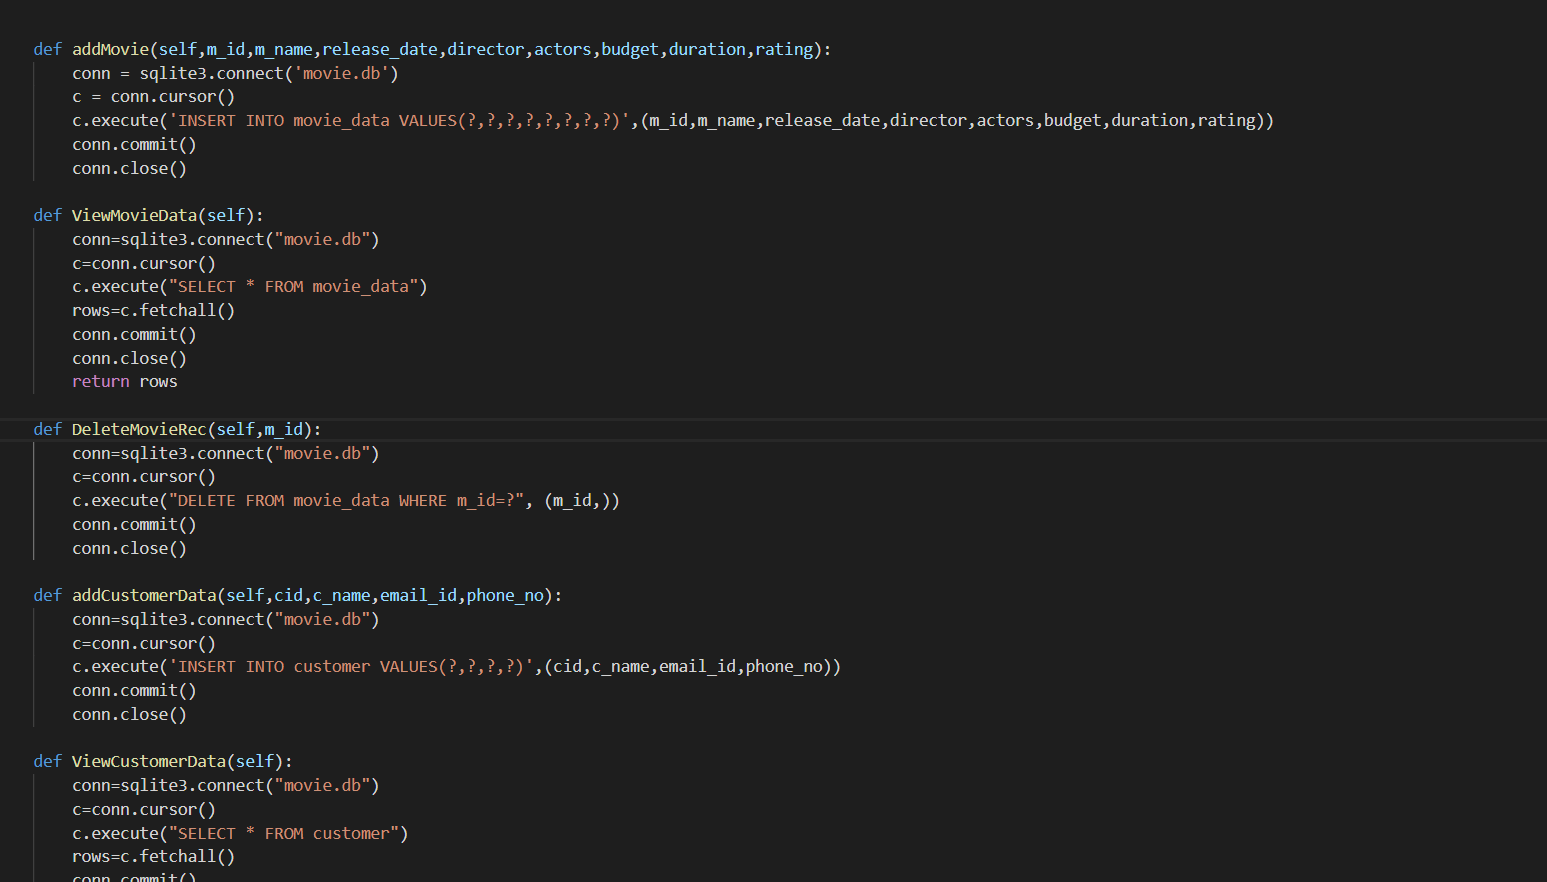 def addMovie(self,m_id,m_name,release_date,director,actors,budget,duration,rating):
    conn = sqlite3.connect('movie.db')
    c = conn.cursor()
    c.execute('INSERT INTO movie_data VALUES(?,?,?,?,?,?,?,?)',(m_id,m_name,release_date,director,actors,budget,duration,rating))
    conn.commit()
    conn.close()

def ViewMovieData(self):
    conn=sqlite3.connect("movie.db")
    c=conn.cursor()
    c.execute("SELECT * FROM movie_data")
    rows=c.fetchall()
    conn.commit()
    conn.close()
    return rows

def DeleteMovieRec(self,m_id):
    conn=sqlite3.connect("movie.db")
    c=conn.cursor()
    c.execute("DELETE FROM movie_data WHERE m_id=?", (m_id,))
    conn.commit()
    conn.close()

def addCustomerData(self,cid,c_name,email_id,phone_no):
    conn=sqlite3.connect("movie.db")
    c=conn.cursor()
    c.execute('INSERT INTO customer VALUES(?,?,?,?)',(cid,c_name,email_id,phone_no))
    conn.commit()
    conn.close()

def ViewCustomerData(self):
    conn=sqlite3.connect("movie.db")
    c=conn.cursor()
    c.execute("SELECT * FROM customer")
    rows=c.fetchall()
    conn.commit()